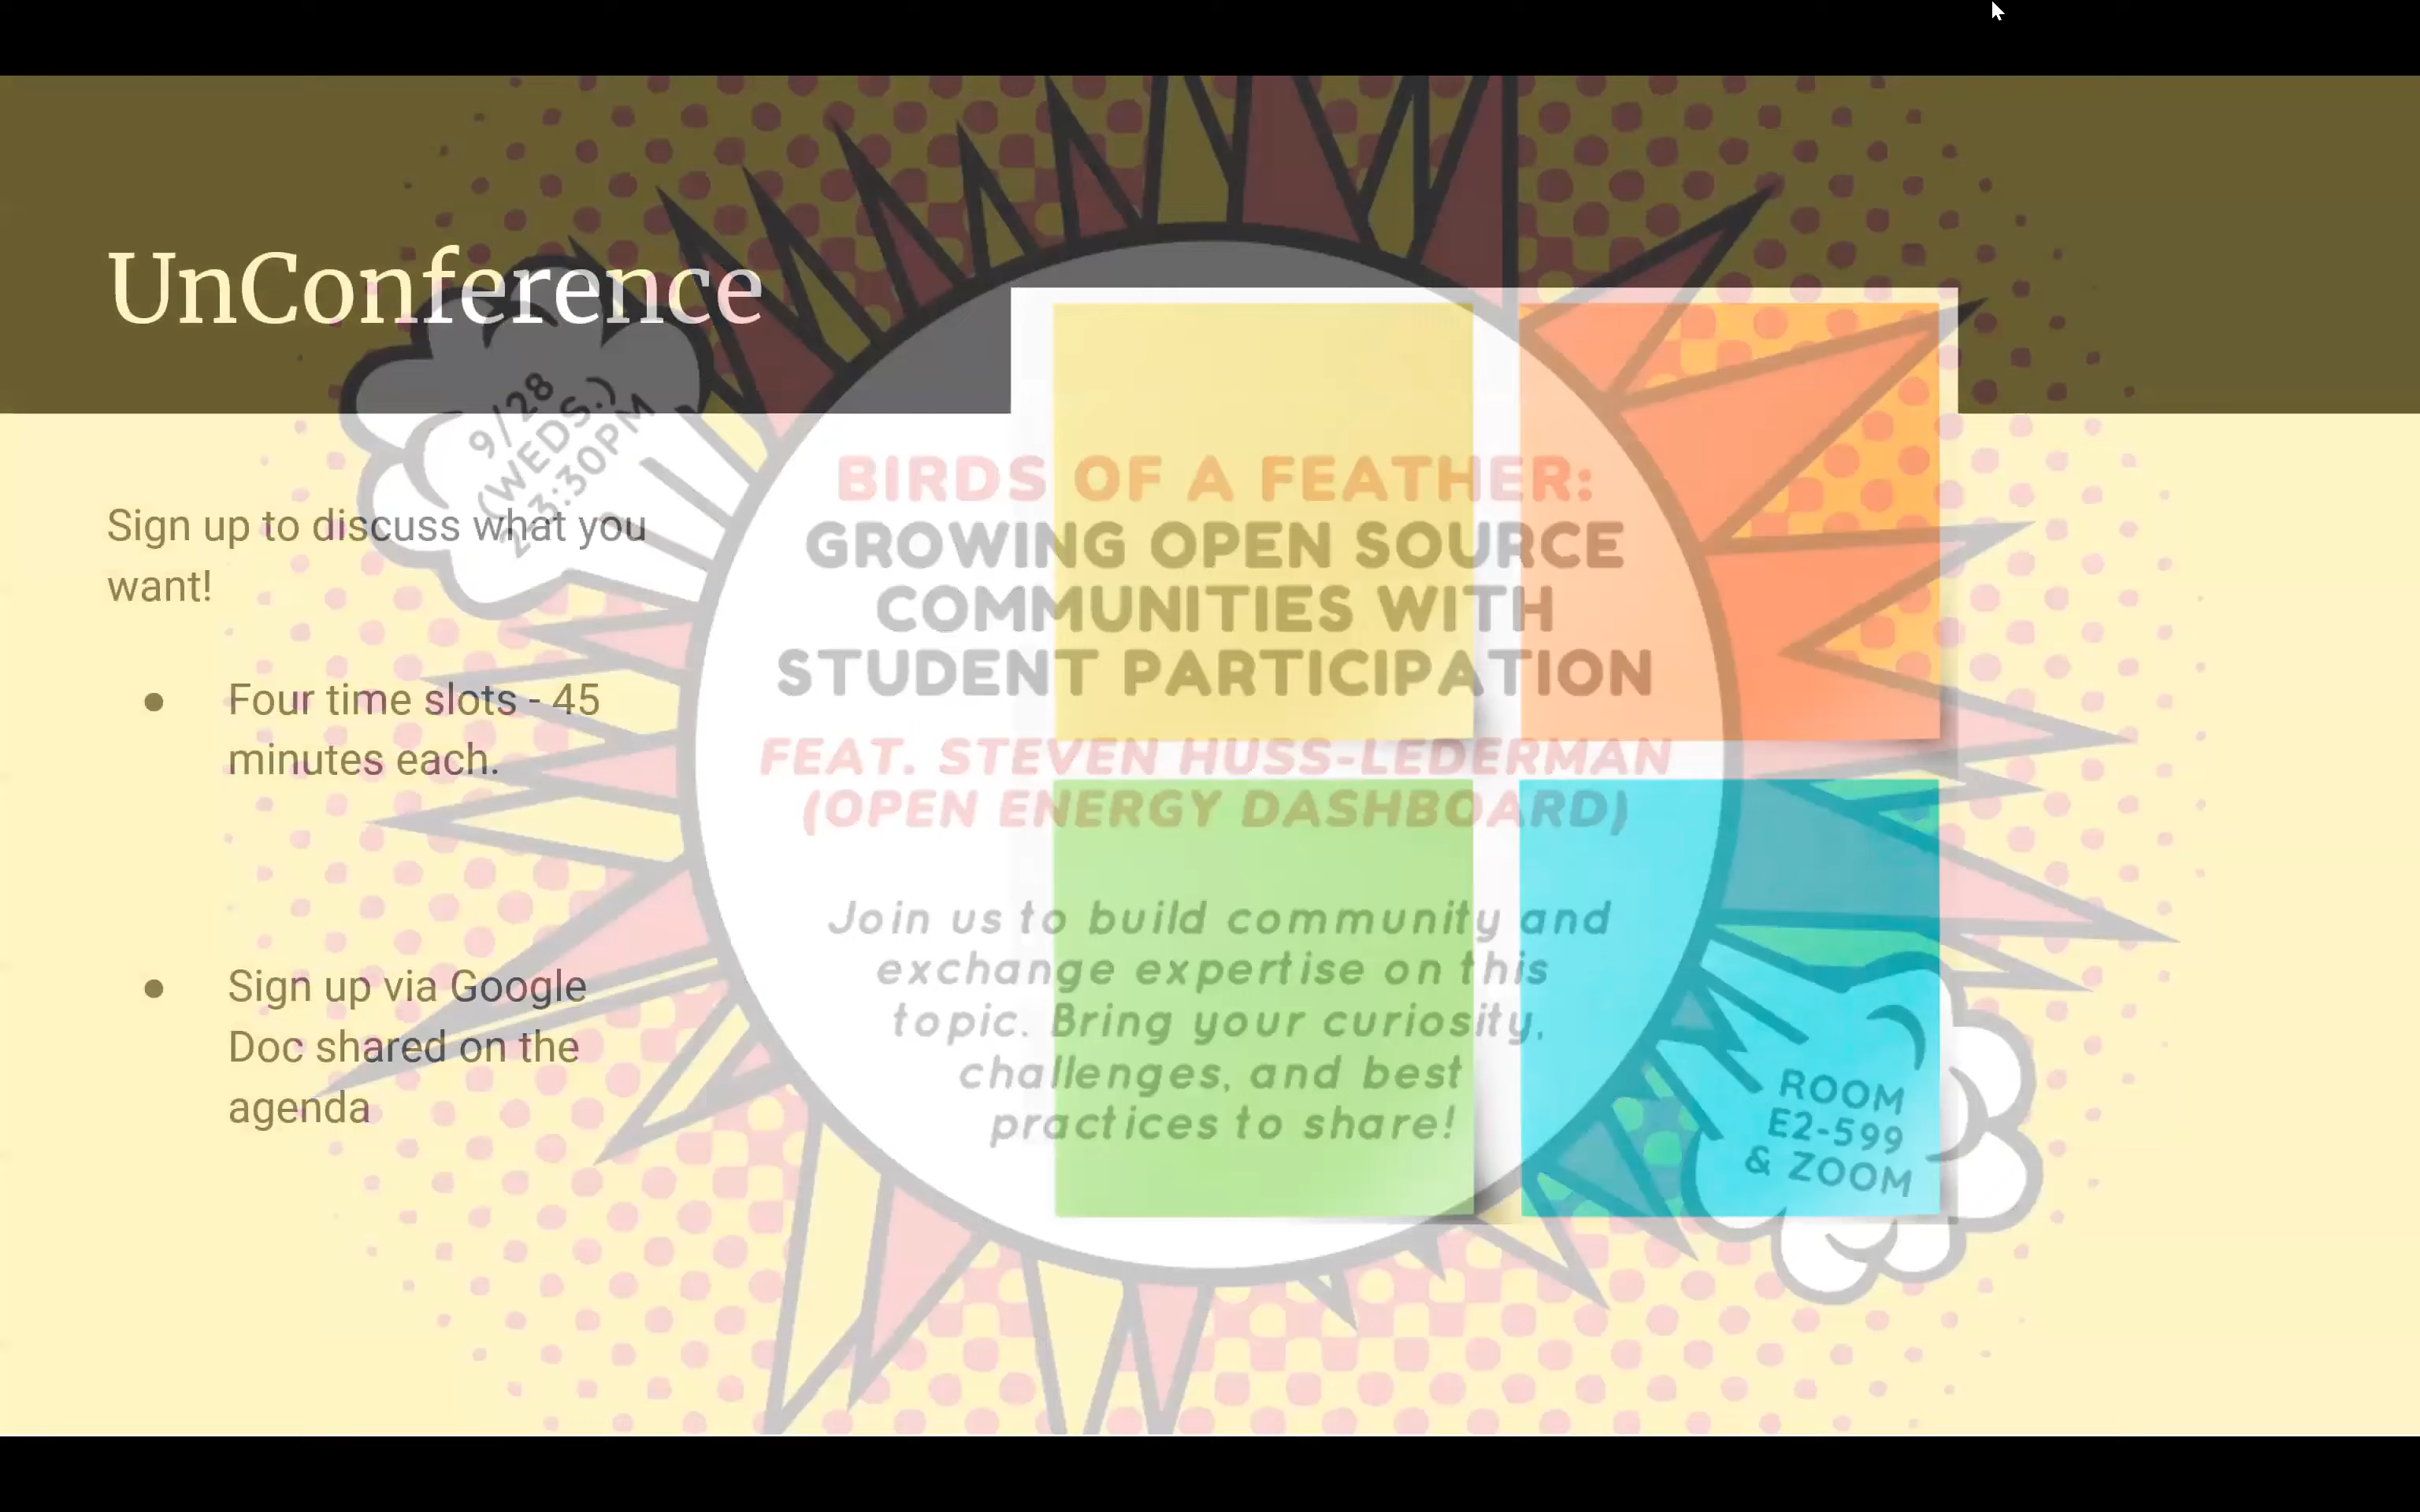 UnConference
Sign up to discuss what you
want!
● Four time slots - 45
minutes each.
● Sign up via Google
Doc shared on the
agenda
9/28
(WEDS.)
2-3:30PM
BIRDS OF A FEATHER:
GROWING OPEN SOURCE
COMMUNITIES WITH
STUDENT PARTICIPATION
FEAT. STEVEN HUSS-LEDERMAN
(OPEN ENERGY DASHBOARD)
Join us to build community and
exchange expertise on this
topic. Bring your curiosity,
challenges, and best
practices to share!
ROOM
E2-599
& ZOOM